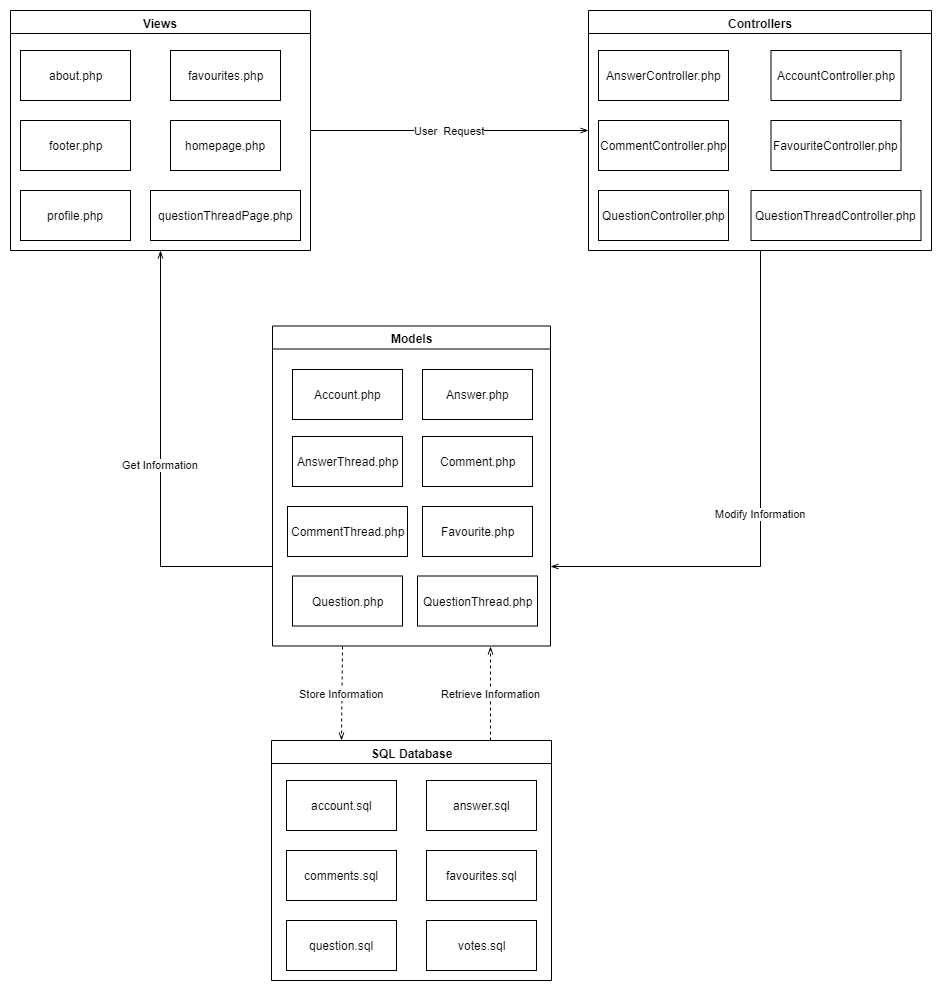 Views
about.php
favourites.php
footer.php
homepage.php
profile.php
questionThreadPage.php
User Request
Controllers
AnswerController.php
AccountController.php
CommentController.php
FavouriteController.php
QuestionController.php
QuestionThreadController.php
Models
Account.php
Answer.php
AnswerThread.php
Comment.php
CommentThread.php
Favourite.php
Question.php
QuestionThread.php
Get Information
Modify Information
Store Information
Retrieve Information
SQL Database
account.sql
answer.sql
comments.sql
favourites.sql
question.sql
votes.sql